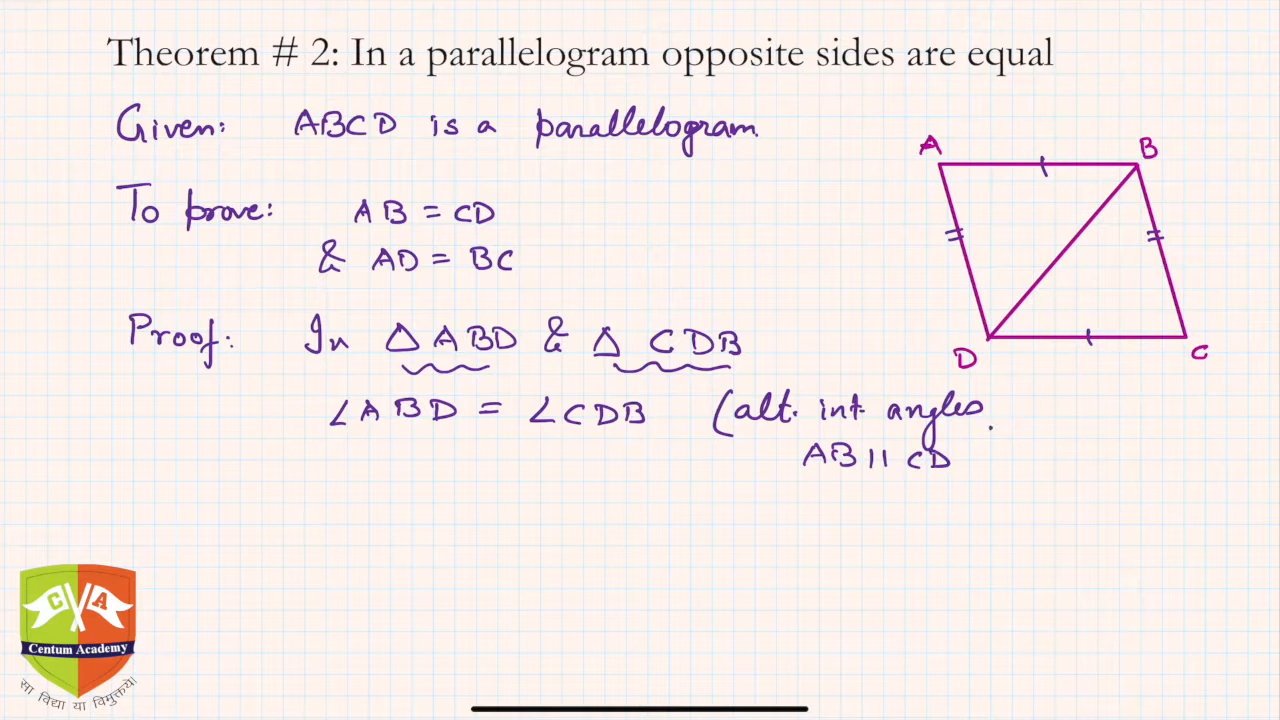 Theorem # 2: In a parallelogram opposite sides are equal
Given: ABCD is a parallelogram
To prove: AB = CD
& AD = BC
Proof: In Δ ABD & Δ CDB
∠ABD = ∠CDB (alt. int. angles,
AB || CD
A
B
D
C
C A
Centum Academy
सा विद्या या विमुक्तये।